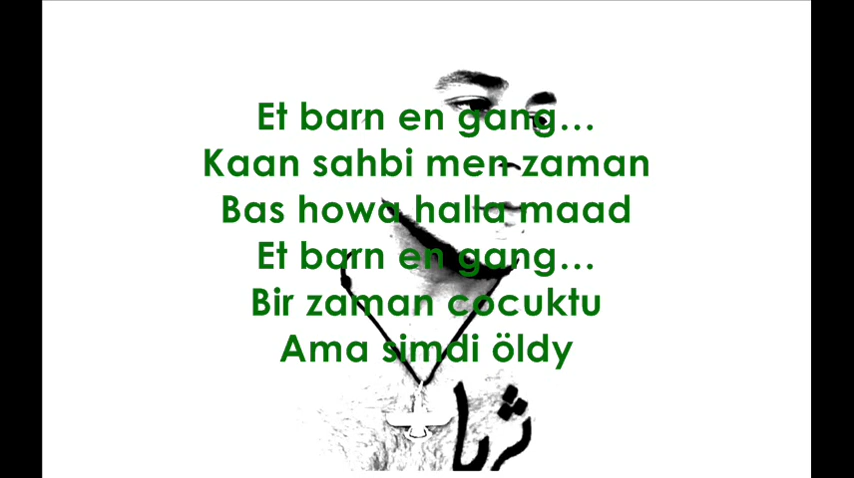 Et barn en gang...
Kaan sahbi men zaman
Bas howa halla maad
Et barn en gang...
Bir zaman cocuktu
Ama simdi öldy
ثريا